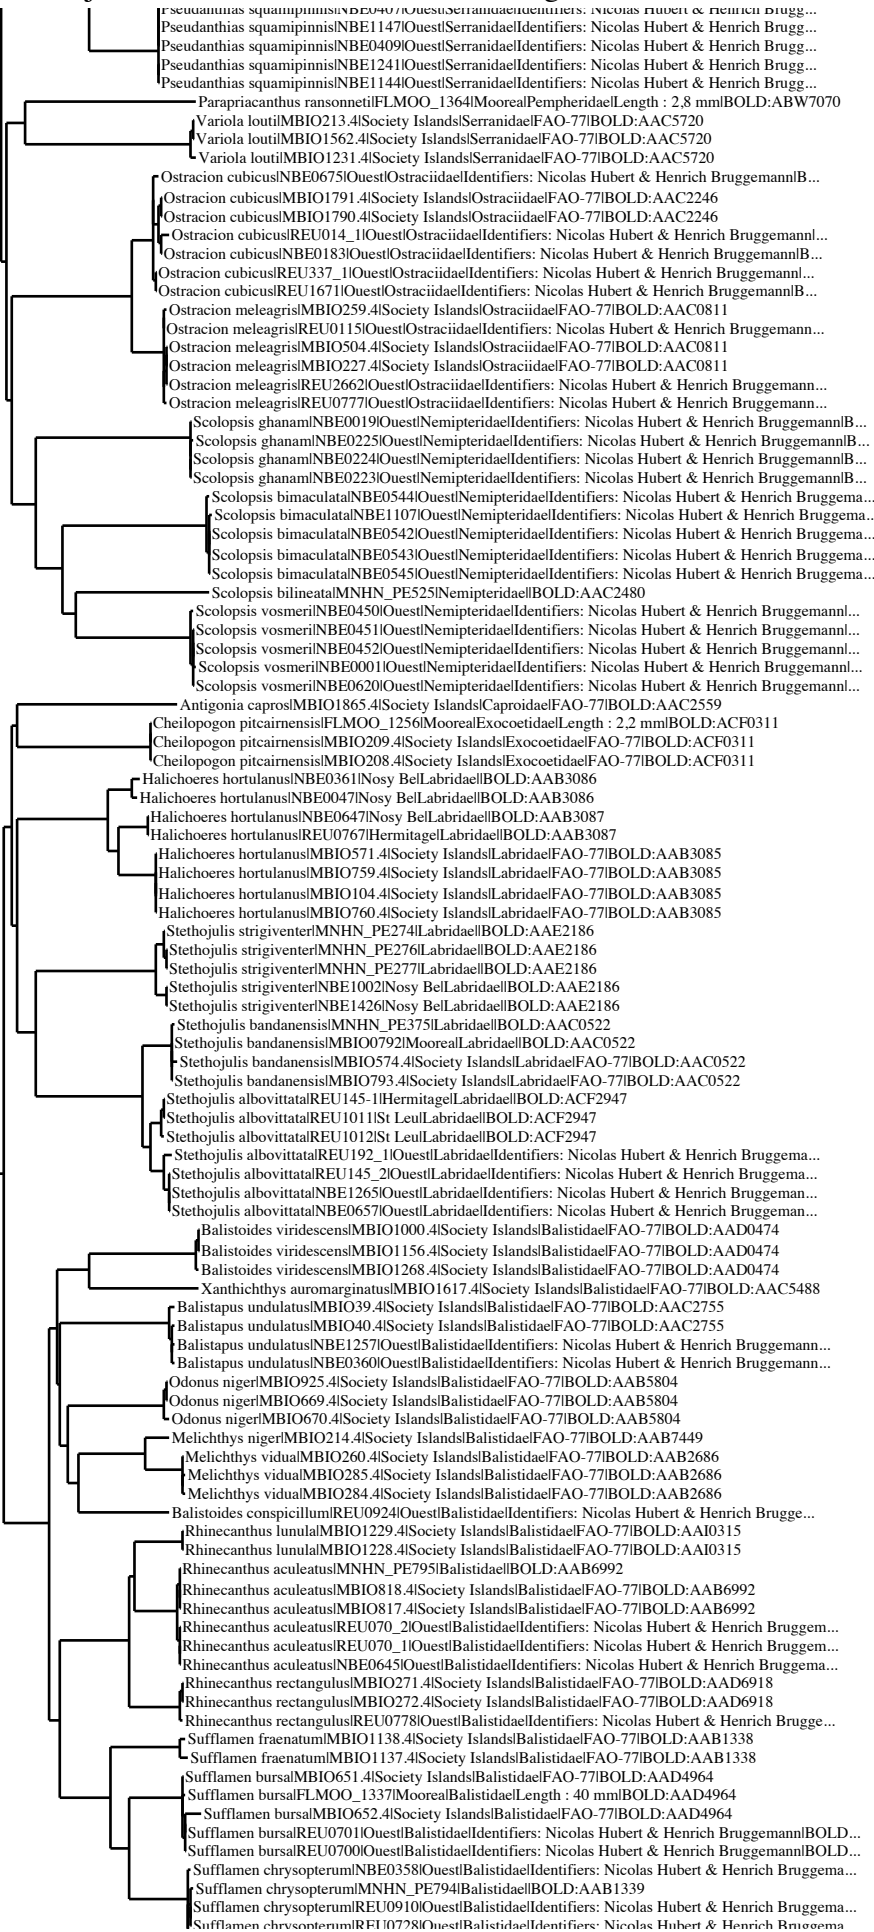 Pseudanthias squamipinnis|NBE0407|Ouest|Serranidae|Identifiers: Nicolas Hubert & Henrich Brugg...
Pseudanthias squamipinnis|NBE1147|Ouest|Serranidae|Identifiers: Nicolas Hubert & Henrich Brugg...
Pseudanthias squamipinnis|NBE0409|Ouest|Serranidae|Identifiers: Nicolas Hubert & Henrich Brugg...
Pseudanthias squamipinnis|NBE1241|Ouest|Serranidae|Identifiers: Nicolas Hubert & Henrich Brugg...
Pseudanthias squamipinnis|NBE1144|Ouest|Serranidae|Identifiers: Nicolas Hubert & Henrich Brugg...
Parapriacanthus ransonneti|FLMOO_1364|Moorea|Pempheridae|Length : 2,8 mm|BOLD:ABW7070
Variola louti|MBIO213.4|Society Islands|Serranidae|FAO-77|BOLD:AAC5720
Variola louti|MBIO1562.4|Society Islands|Serranidae|FAO-77|BOLD:AAC5720
Variola louti|MBIO1231.4|Society Islands|Serranidae|FAO-77|BOLD:AAC5720
Ostracion cubicus|NBE0675|Ouest|Ostraciidae|Identifiers: Nicolas Hubert & Henrich Bruggemann|B...
Ostracion cubicus|MBIO1791.4|Society Islands|Ostraciidae|FAO-77|BOLD:AAC2246
Ostracion cubicus|MBIO1790.4|Society Islands|Ostraciidae|FAO-77|BOLD:AAC2246
Ostracion cubicus|REU014_1|Ouest|Ostraciidae|Identifiers: Nicolas Hubert & Henrich Bruggemann|...
Ostracion cubicus|NBE0183|Ouest|Ostraciidae|Identifiers: Nicolas Hubert & Henrich Bruggemann|B...
Ostracion cubicus|REU337_1|Ouest|Ostraciidae|Identifiers: Nicolas Hubert & Henrich Bruggemann|...
Ostracion cubicus|REU1671|Ouest|Ostraciidae|Identifiers: Nicolas Hubert & Henrich Bruggemann|B...
Ostracion meleagris|MBIO259.4|Society Islands|Ostraciidae|FAO-77|BOLD:AAC0811
Ostracion meleagris|REU0115|Ouest|Ostraciidae|Identifiers: Nicolas Hubert & Henrich Bruggemann...
Ostracion meleagris|MBIO504.4|Society Islands|Ostraciidae|FAO-77|BOLD:AAC0811
Ostracion meleagris|MBIO227.4|Society Islands|Ostraciidae|FAO-77|BOLD:AAC0811
Ostracion meleagris|REU2662|Ouest|Ostraciidae|Identifiers: Nicolas Hubert & Henrich Bruggemann...
Ostracion meleagris|REU0777|Ouest|Ostraciidae|Identifiers: Nicolas Hubert & Henrich Bruggemann...
Scolopsis ghanam|NBE0019|Ouest|Nemipteridae|Identifiers: Nicolas Hubert & Henrich Bruggemann|B...
Scolopsis ghanam|NBE0225|Ouest|Nemipteridae|Identifiers: Nicolas Hubert & Henrich Bruggemann|B...
Scolopsis ghanam|NBE0224|Ouest|Nemipteridae|Identifiers: Nicolas Hubert & Henrich Bruggemann|B...
Scolopsis ghanam|NBE0223|Ouest|Nemipteridae|Identifiers: Nicolas Hubert & Henrich Bruggemann|B...
Scolopsis bimaculata|NBE0544|Ouest|Nemipteridae|Identifiers: Nicolas Hubert & Henrich Bruggema...
Scolopsis bimaculata|NBE1107|Ouest|Nemipteridae|Identifiers: Nicolas Hubert & Henrich Bruggema...
Scolopsis bimaculata|NBE0542|Ouest|Nemipteridae|Identifiers: Nicolas Hubert & Henrich Bruggema...
Scolopsis bimaculata|NBE0543|Ouest|Nemipteridae|Identifiers: Nicolas Hubert & Henrich Bruggema...
Scolopsis bimaculata|NBE0545|Ouest|Nemipteridae|Identifiers: Nicolas Hubert & Henrich Bruggema...
Scolopsis bilineata|MNHN_PE525|Nemipteridae||BOLD:AAC2480
Scolopsis vosmeri|NBE0450|Ouest|Nemipteridae|Identifiers: Nicolas Hubert & Henrich Bruggemann|...
Scolopsis vosmeri|NBE0451|Ouest|Nemipteridae|Identifiers: Nicolas Hubert & Henrich Bruggemann|...
Scolopsis vosmeri|NBE0452|Ouest|Nemipteridae|Identifiers: Nicolas Hubert & Henrich Bruggemann|...
Scolopsis vosmeri|NBE0001|Ouest|Nemipteridae|Identifiers: Nicolas Hubert & Henrich Bruggemann|...
Scolopsis vosmeri|NBE0620|Ouest|Nemipteridae|Identifiers: Nicolas Hubert & Henrich Bruggemann|...
Antigonia capros|MBIO1865.4|Society Islands|Caproidae|FAO-77|BOLD:AAC2559
Cheilopogon pitcairnensis|FLMOO_1256|Moorea|Exocoetidae|Length : 2,2 mm|BOLD:ACF0311
Cheilopogon pitcairnensis|MBIO209.4|Society Islands|Exocoetidae|FAO-77|BOLD:ACF0311
Cheilopogon pitcairnensis|MBIO208.4|Society Islands|Exocoetidae|FAO-77|BOLD:ACF0311
Halichoeres hortulanus|NBE0361|Nosy Be|Labridae||BOLD:AAB3086
Halichoeres hortulanus|NBE0047|Nosy Be|Labridae||BOLD:AAB3086
Halichoeres hortulanus|NBE0647|Nosy Be|Labridae||BOLD:AAB3087
Halichoeres hortulanus|REU0767|Hermitage|Labridae||BOLD:AAB3087
Halichoeres hortulanus|MBIO571.4|Society Islands|Labridae|FAO-77|BOLD:AAB3085
Halichoeres hortulanus|MBIO759.4|Society Islands|Labridae|FAO-77|BOLD:AAB3085
Halichoeres hortulanus|MBIO104.4|Society Islands|Labridae|FAO-77|BOLD:AAB3085
Halichoeres hortulanus|MBIO760.4|Society Islands|Labridae|FAO-77|BOLD:AAB3085
Stethojulis strigiventer|MNHN_PE274|Labridae||BOLD:AAE2186
Stethojulis strigiventer|MNHN_PE276|Labridae||BOLD:AAE2186
Stethojulis strigiventer|MNHN_PE277|Labridae||BOLD:AAE2186
Stethojulis strigiventer|NBE1002|Nosy Be|Labridae||BOLD:AAE2186
Stethojulis strigiventer|NBE1426|Nosy Be|Labridae||BOLD:AAE2186
Stethojulis bandanensis|MNHN_PE375|Labridae||BOLD:AAC0522
Stethojulis bandanensis|MBIO0792|Moorea|Labridae||BOLD:AAC0522
Stethojulis bandanensis|MBIO574.4|Society Islands|Labridae|FAO-77|BOLD:AAC0522
Stethojulis bandanensis|MBIO793.4|Society Islands|Labridae|FAO-77|BOLD:AAC0522
Stethojulis albovittata|REU145-1|Hermitage|Labridae||BOLD:ACF2947
Stethojulis albovittata|REU1011|St Leu|Labridae||BOLD:ACF2947
Stethojulis albovittata|REU1012|St Leu|Labridae||BOLD:ACF2947
Stethojulis albovittata|REU192_1|Ouest|Labridae|Identifiers: Nicolas Hubert & Henrich Bruggema...
Stethojulis albovittata|REU145_2|Ouest|Labridae|Identifiers: Nicolas Hubert & Henrich Bruggema...
Stethojulis albovittata|NBE1265|Ouest|Labridae|Identifiers: Nicolas Hubert & Henrich Bruggeman...
Stethojulis albovittata|NBE0657|Ouest|Labridae|Identifiers: Nicolas Hubert & Henrich Bruggeman...
Balistoides viridescens|MBIO1000.4|Society Islands|Balistidae|FAO-77|BOLD:AAD0474
Balistoides viridescens|MBIO1156.4|Society Islands|Balistidae|FAO-77|BOLD:AAD0474
Balistoides viridescens|MBIO1268.4|Society Islands|Balistidae|FAO-77|BOLD:AAD0474
Xanthichthys auromarginatus|MBIO1617.4|Society Islands|Balistidae|FAO-77|BOLD:AAC5488
Balistapus undulatus|MBIO39.4|Society Islands|Balistidae|FAO-77|BOLD:AAC2755
Balistapus undulatus|MBIO40.4|Society Islands|Balistidae|FAO-77|BOLD:AAC2755
Balistapus undulatus|NBE1257|Ouest|Balistidae|Identifiers: Nicolas Hubert & Henrich Bruggemann...
Balistapus undulatus|NBE0360|Ouest|Balistidae|Identifiers: Nicolas Hubert & Henrich Bruggemann...
Odonus niger|MBIO925.4|Society Islands|Balistidae|FAO-77|BOLD:AAB5804
Odonus niger|MBIO669.4|Society Islands|Balistidae|FAO-77|BOLD:AAB5804
Odonus niger|MBIO670.4|Society Islands|Balistidae|FAO-77|BOLD:AAB5804
Melichthys niger|MBIO214.4|Society Islands|Balistidae|FAO-77|BOLD:AAB7449
Melichthys vidua|MBIO260.4|Society Islands|Balistidae|FAO-77|BOLD:AAB2686
Melichthys vidua|MBIO285.4|Society Islands|Balistidae|FAO-77|BOLD:AAB2686
Melichthys vidua|MBIO284.4|Society Islands|Balistidae|FAO-77|BOLD:AAB2686
Balistoides conspicillum|REU0924|Ouest|Balistidae|Identifiers: Nicolas Hubert & Henrich Brugge...
Rhinecanthus lunula|MBIO1229.4|Society Islands|Balistidae|FAO-77|BOLD:AAI0315
Rhinecanthus lunula|MBIO1228.4|Society Islands|Balistidae|FAO-77|BOLD:AAI0315
Rhinecanthus aculeatus|MNHN_PE795|Balistidae||BOLD:AAB6992
Rhinecanthus aculeatus|MBIO818.4|Society Islands|Balistidae|FAO-77|BOLD:AAB6992
Rhinecanthus aculeatus|MBIO817.4|Society Islands|Balistidae|FAO-77|BOLD:AAB6992
Rhinecanthus aculeatus|REU070_2|Ouest|Balistidae|Identifiers: Nicolas Hubert & Henrich Bruggem...
Rhinecanthus aculeatus|REU070_1|Ouest|Balistidae|Identifiers: Nicolas Hubert & Henrich Bruggem...
Rhinecanthus aculeatus|NBE0645|Ouest|Balistidae|Identifiers: Nicolas Hubert & Henrich Bruggema...
Rhinecanthus rectangulus|MBIO271.4|Society Islands|Balistidae|FAO-77|BOLD:AAD6918
Rhinecanthus rectangulus|MBIO272.4|Society Islands|Balistidae|FAO-77|BOLD:AAD6918
Rhinecanthus rectangulus|REU0778|Ouest|Balistidae|Identifiers: Nicolas Hubert & Henrich Brugge...
Sufflamen fraenatum|MBIO1138.4|Society Islands|Balistidae|FAO-77|BOLD:AAB1338
Sufflamen fraenatum|MBIO1137.4|Society Islands|Balistidae|FAO-77|BOLD:AAB1338
Sufflamen bursa|MBIO651.4|Society Islands|Balistidae|FAO-77|BOLD:AAD4964
Sufflamen bursa|FLMOO_1337|Moorea|Balistidae|Length : 40 mm|BOLD:AAD4964
Sufflamen bursa|MBIO652.4|Society Islands|Balistidae|FAO-77|BOLD:AAD4964
Sufflamen bursa|REU0701|Ouest|Balistidae|Identifiers: Nicolas Hubert & Henrich Bruggemann|BOLD...
Sufflamen bursa|REU0700|Ouest|Balistidae|Identifiers: Nicolas Hubert & Henrich Bruggemann|BOLD...
Sufflamen chrysopterum|NBE0358|Ouest|Balistidae|Identifiers: Nicolas Hubert & Henrich Bruggema...
Sufflamen chrysopterum|MNHN_PE794|Balistidae||BOLD:AAB1339
Sufflamen chrysopterum|REU0910|Ouest|Balistidae|Identifiers: Nicolas Hubert & Henrich Bruggema...
Sufflamen chrysopterum|REU0728|Ouest|Balistidae|Identifiers: Nicolas Hubert & Henrich Bruggema...